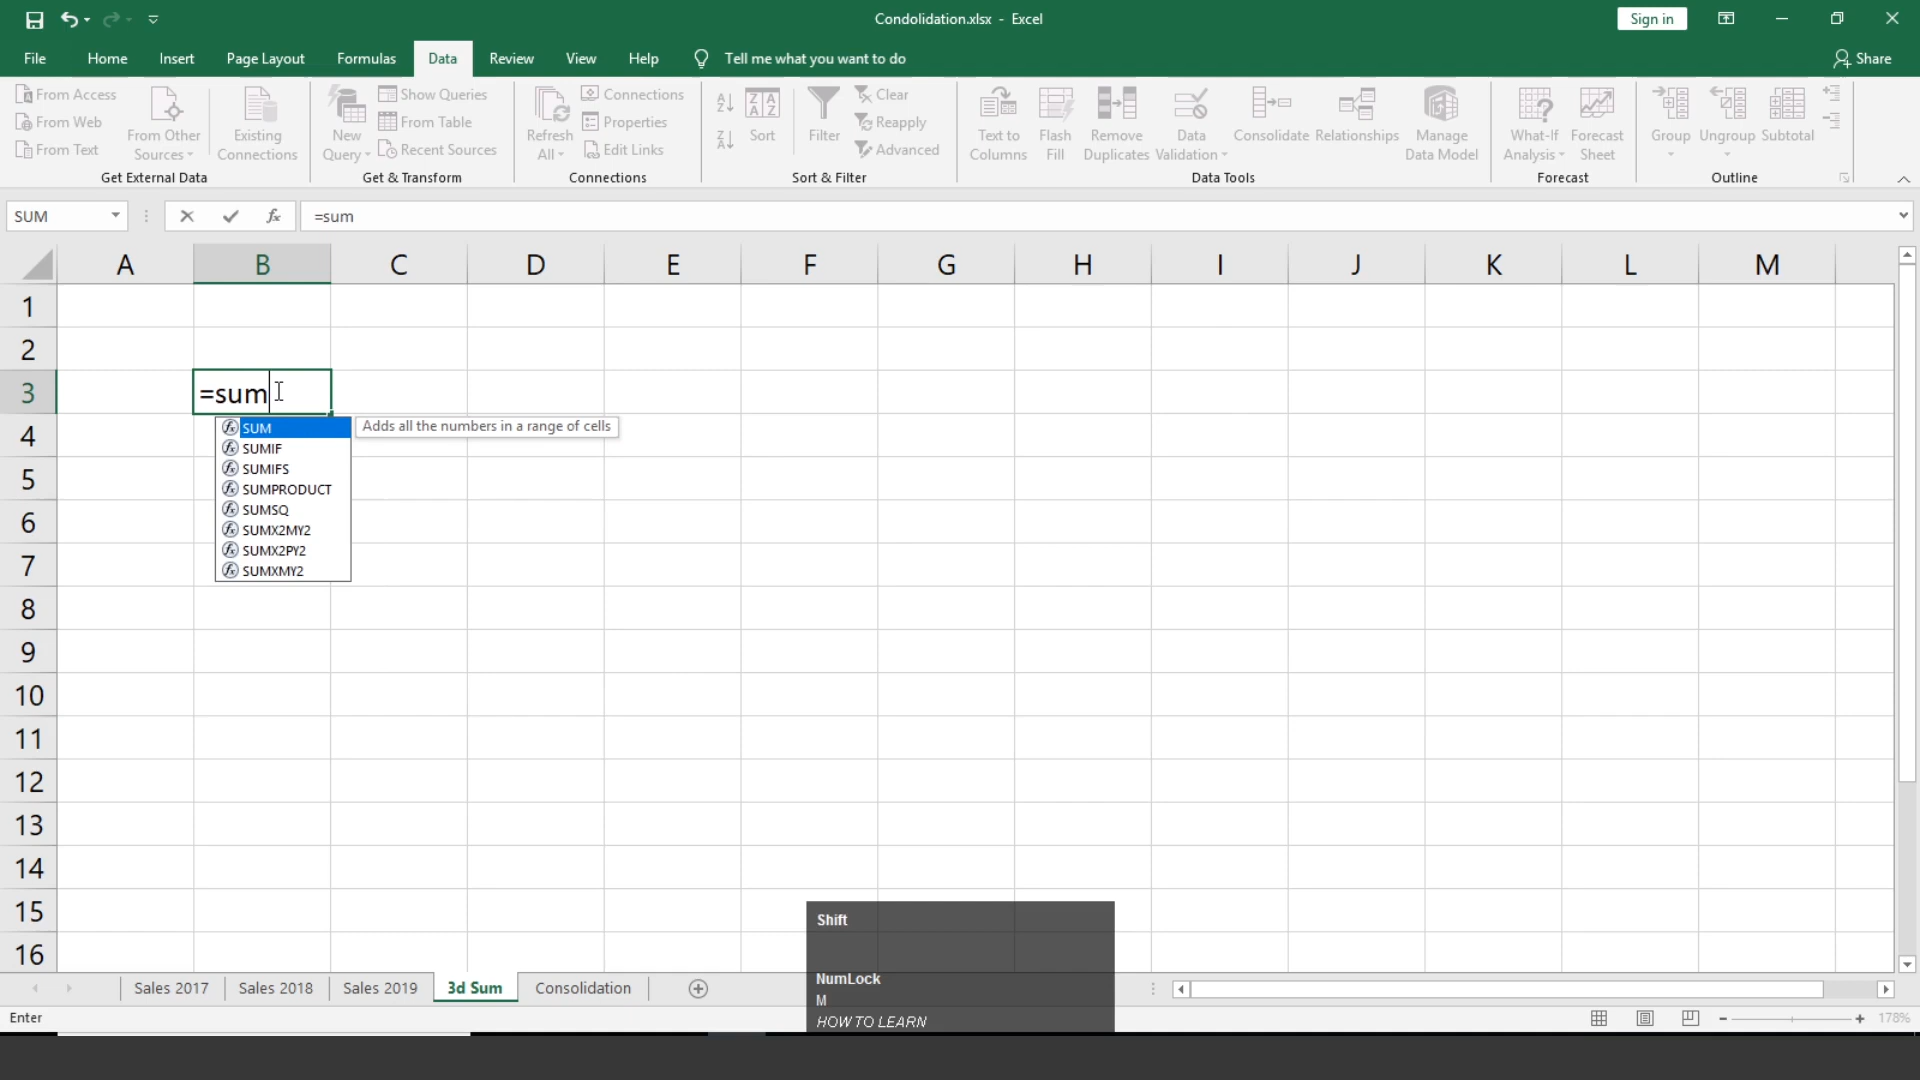 Condolidation.xlsx - Excel
Sign in
File Home Insert Page Layout Formulas Data Review View Help Tell me what you want to do
Share
From Access
From Web
From Text
From Other Sources
Existing Connections
Get External Data
New Query
Show Queries
From Table
Recent Sources
Get & Transform
Refresh All
Connections
Properties
Edit Links
Connections
Sort
Filter
Clear
Reapply
Advanced
Sort & Filter
Text to Columns
Flash Fill
Remove Duplicates
Data Validation
Consolidate
Relationships
Manage Data Model
Data Tools
What-If Analysis
Forecast Sheet
Forecast
Group
Ungroup
Subtotal
Outline
SUM
fx
=sum
A B C D E F G H I J K L M
1
2
3 =sum
SUM Adds all the numbers in a range of cells
4
SUMIF
SUMIFS
5
SUMPRODUCT
SUMSQ
6
SUMX2MY2
SUMX2PY2
7
SUMXMY2
8
9
10
11
12
13
14
15
16
Shift
NumLock
M
HOW TO LEARN
Sales 2017 Sales 2018 Sales 2019 3d Sum Consolidation
Enter
178%